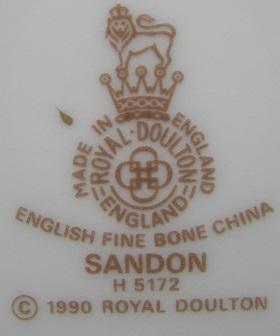 MADE IN ENGLAND
ROYAL · DOULTON
ENGLAND
ENGLISH FINE BONE CHINA
SANDON
H 5172
© 1990 ROYAL DOULTON